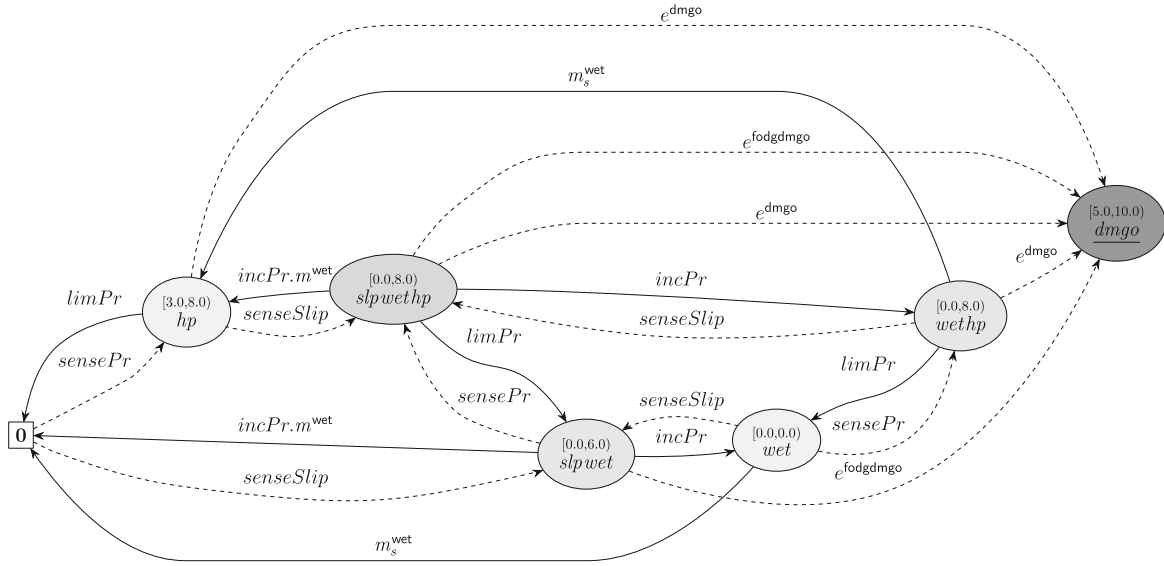 e^dmgo
m_s^wet
e^fodgdmgo
e^dmgo
[5.0,10.0)
dmgo
e^dmgo
incPr.m^wet
[0.0,8.0)
slpwethp
incPr
limPr
[3.0,8.0)
hp
senseSlip
senseSlip
[0.0,8.0)
wethp
limPr
sensePr
limPr
sensePr
senseSlip
sensePr
0
incPr.m^wet
[0.0,6.0)
slpwet
incPr
[0.0,0.0)
wet
senseSlip
e^fodgdmgo
m_s^wet